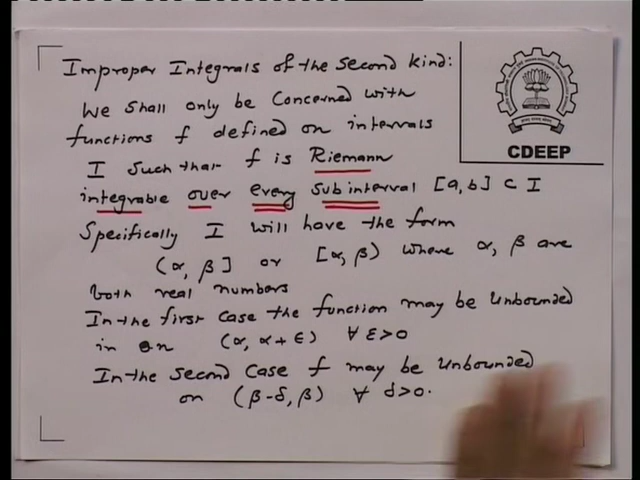 Improper Integrals of the second kind:
We shall only be concerned with
functions f defined on intervals
I such that f is Riemann
integrable over every subinterval [a, b] ⊂ I
Specifically I will have the form
(α, β] or [α, β) where α, β are
both real numbers
In the first case the function may be unbounded
in on (α, α + ε) ∀ ε>0
In the second case f may be unbounded
on (β-δ, β) ∀ δ>0.
CDEEP